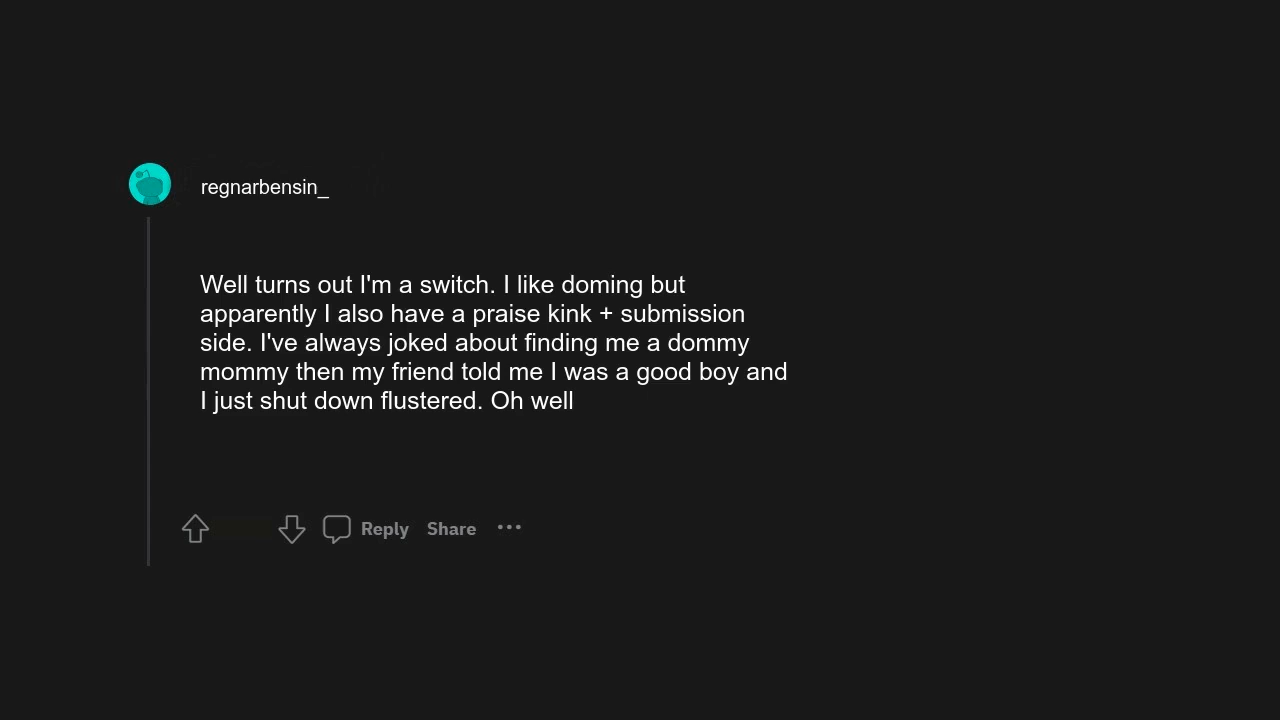 regnarbensin_
Well turns out I'm a switch. I like doming but
apparently I also have a praise kink + submission
side. I've always joked about finding me a dommy
mommy then my friend told me I was a good boy and
I just shut down flustered. Oh well
Reply Share